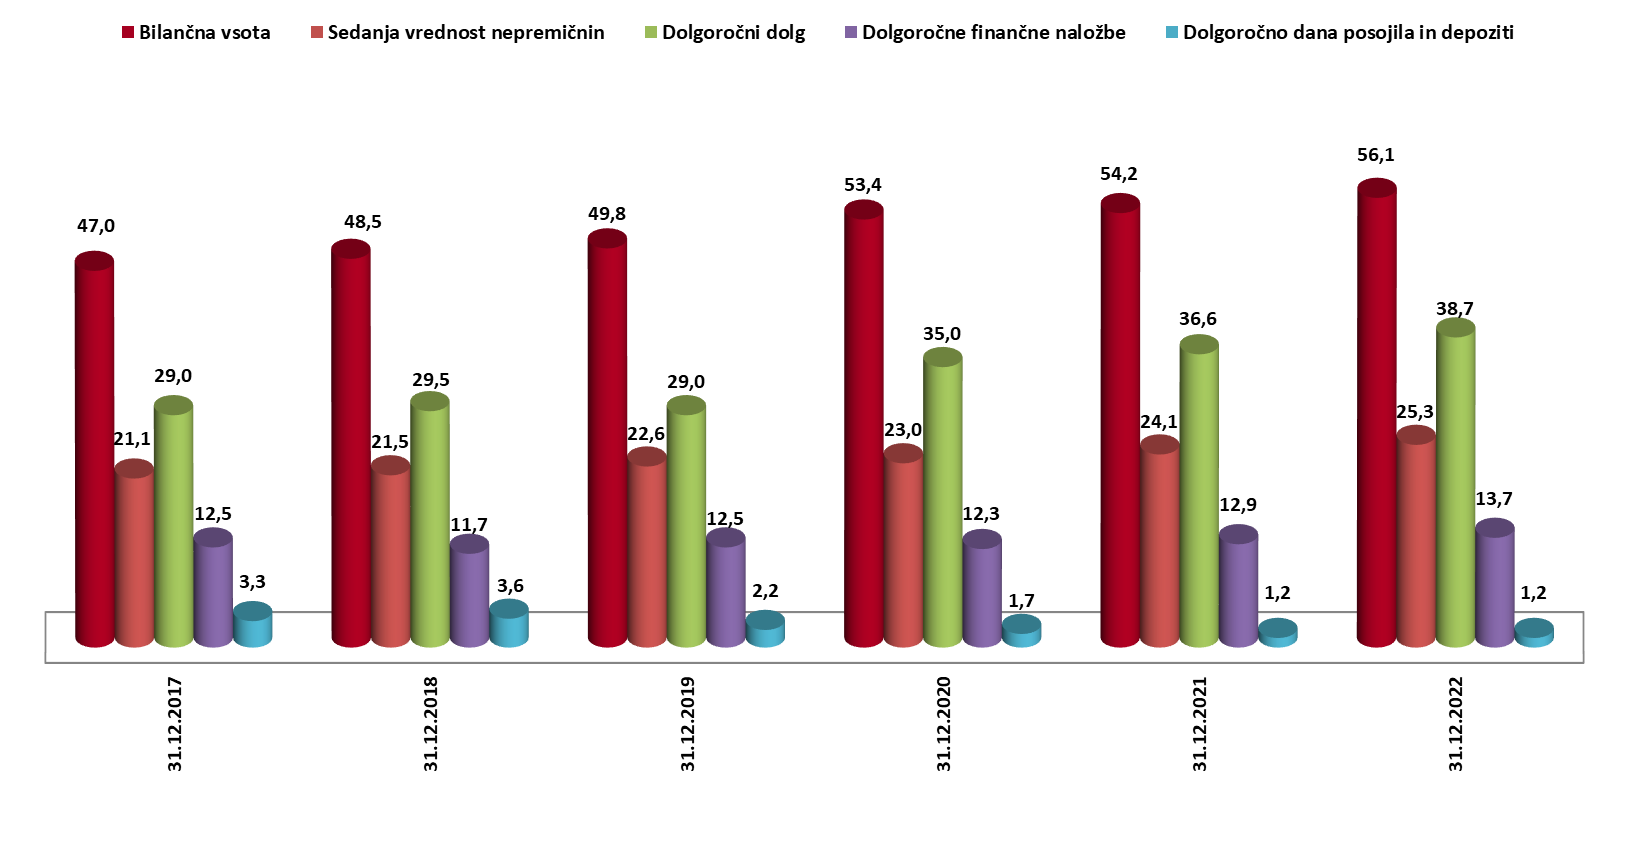 Bilančna vsota Sedanja vrednost nepremičnin Dolgoročni dolg Dolgoročne finančne naložbe Dolgoročno dana posojila in depoziti
47,0 21,1 29,0 12,5 3,3
48,5 21,5 29,5 11,7 3,6
49,8 22,6 29,0 12,5 2,2
53,4 23,0 35,0 12,3 1,7
54,2 24,1 36,6 12,9 1,2
56,1 25,3 38,7 13,7 1,2
31.12.2017
31.12.2018
31.12.2019
31.12.2020
31.12.2021
31.12.2022